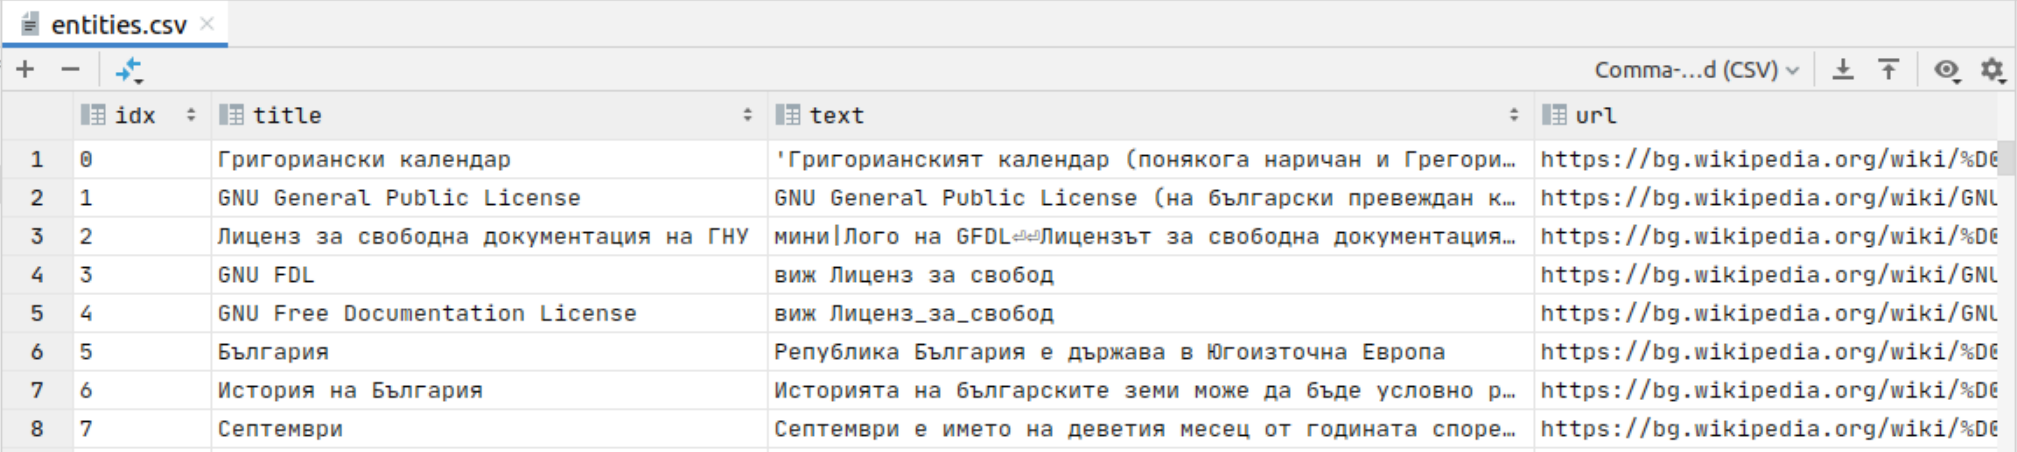 entities.csv
Comma-...d (CSV)
idx title text url
1 0 Григориански календар 'Григорианският календар (понякога наричан и Грегори… https://bg.wikipedia.org/wiki/%D0
2 1 GNU General Public License GNU General Public License (на български превеждан к… https://bg.wikipedia.org/wiki/GNU
3 2 Лиценз за свободна документация на ГНУ мини|Лого на GFDL⏎⏎Лицензът за свободна документация… https://bg.wikipedia.org/wiki/%D0
4 3 GNU FDL виж Лиценз за свобод https://bg.wikipedia.org/wiki/GNU
5 4 GNU Free Documentation License виж Лиценз_за_свобод https://bg.wikipedia.org/wiki/GNU
6 5 България Република България е държава в Югоизточна Европа https://bg.wikipedia.org/wiki/%D0
7 6 История на България Историята на българските земи може да бъде условно р… https://bg.wikipedia.org/wiki/%D0
8 7 Септември Септември е името на деветия месец от годината споре… https://bg.wikipedia.org/wiki/%D0